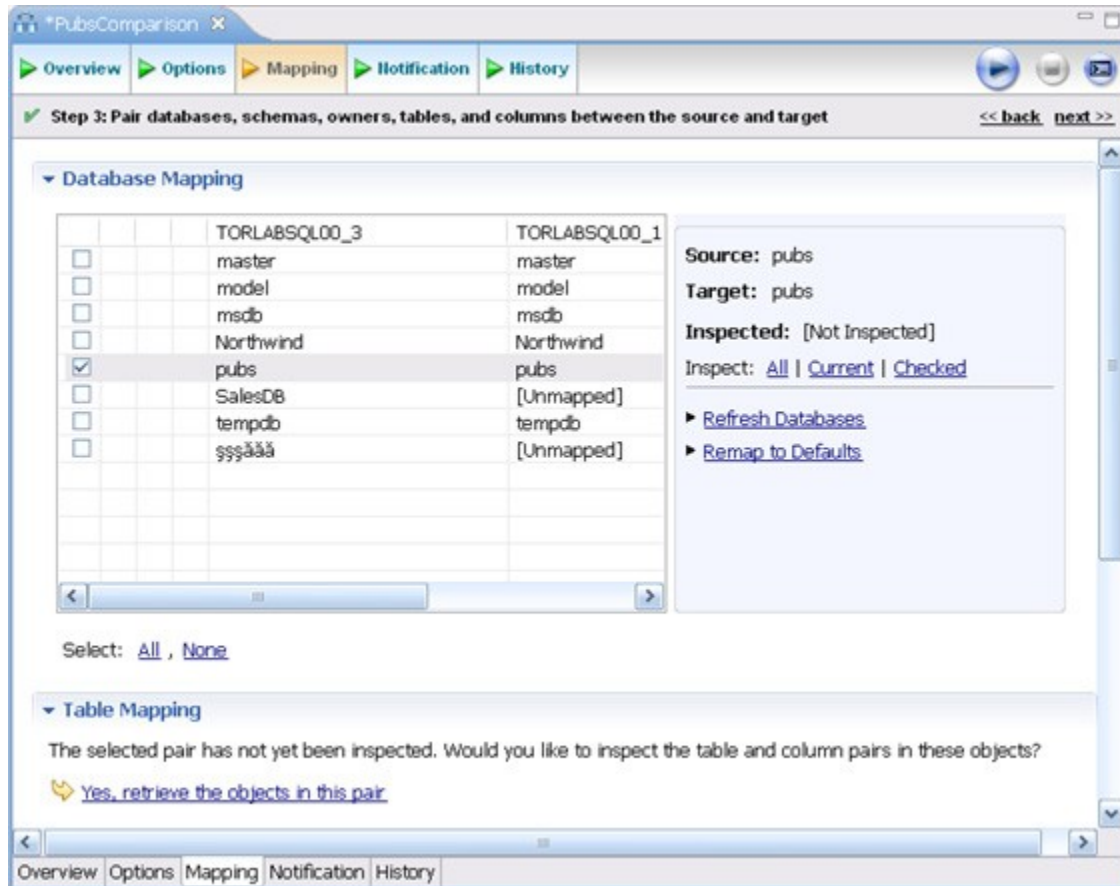 *PubsComparison
Overview Options Mapping Notification History
Step 3: Pair databases, schemas, owners, tables, and columns between the source and target << back next >>
Database Mapping
TORLABSQL00_3 TORLABSQL00_1
master master
model model
msdb msdb
Northwind Northwind
pubs pubs
SalesDB [Unmapped]
tempdb tempdb
şşşăăă [Unmapped]
Source: pubs
Target: pubs
Inspected: [Not Inspected]
Inspect: All | Current | Checked
Refresh Databases
Remap to Defaults
Select: All , None
Table Mapping
The selected pair has not yet been inspected. Would you like to inspect the table and column pairs in these objects?
Yes, retrieve the objects in this pair
Overview Options Mapping Notification History